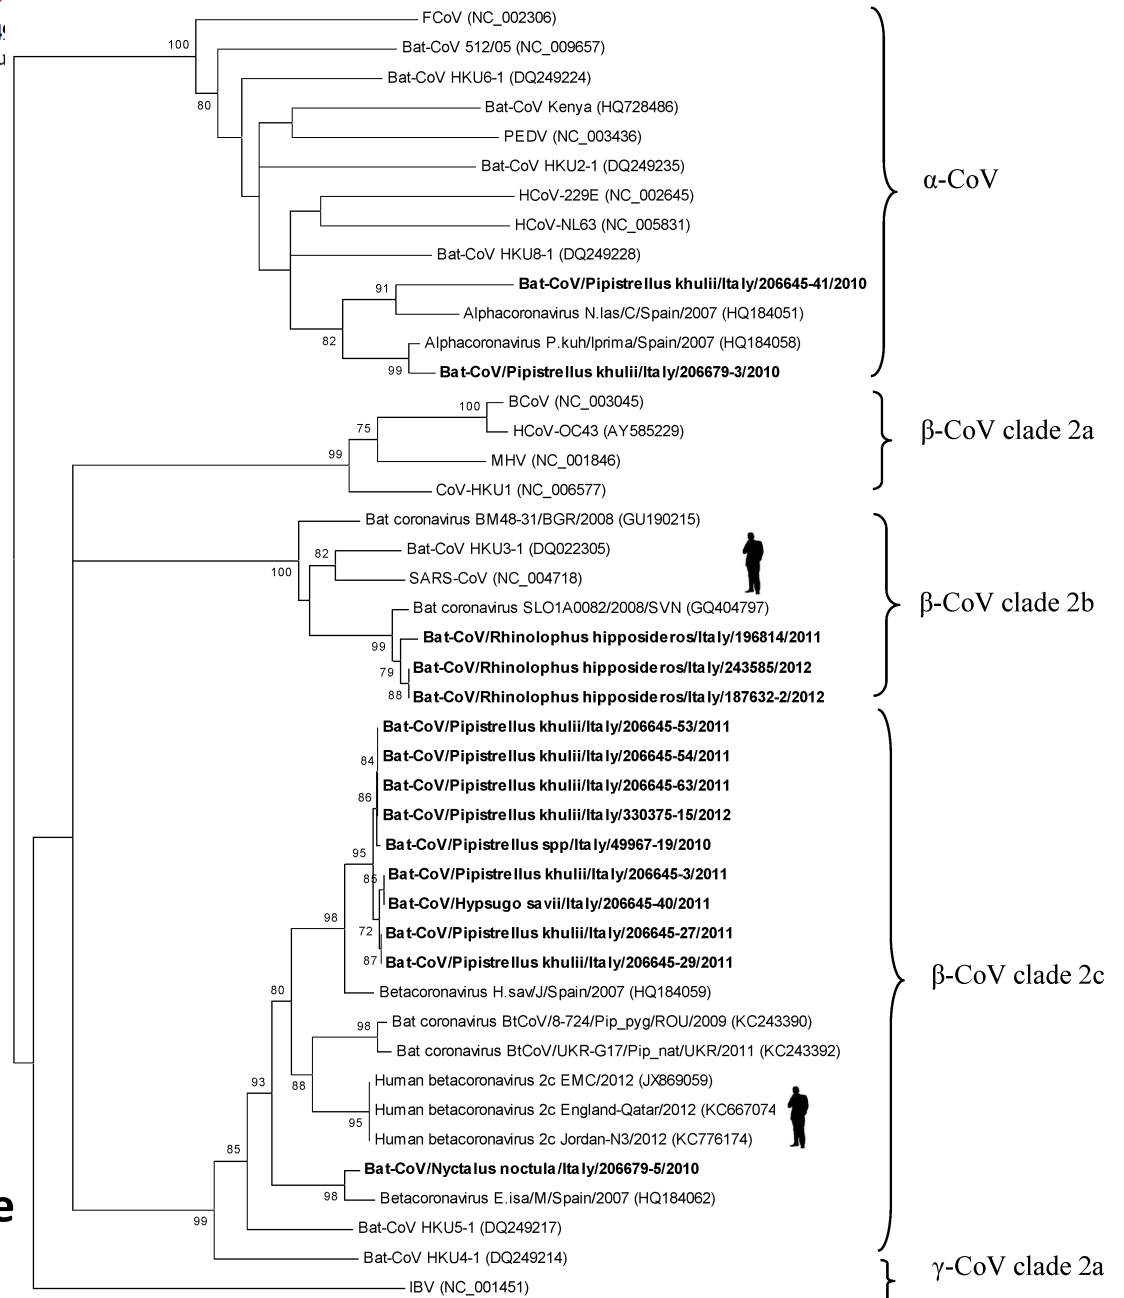 FCoV (NC_002306)
100
Bat-CoV 512/05 (NC_009657)
Bat-CoV HKU6-1 (DQ249224)
80
Bat-CoV Kenya (HQ728486)
PEDV (NC_003436)
Bat-CoV HKU2-1 (DQ249235)
α-CoV
HCoV-229E (NC_002645)
HCoV-NL63 (NC_005831)
Bat-CoV HKU8-1 (DQ249228)
91
Bat-CoV/Pipistrellus khulii/Italy/206645-41/2010
Alphacoronavirus N.las/C/Spain/2007 (HQ184051)
82
Alphacoronavirus P.kuh/Iprima/Spain/2007 (HQ184058)
99
Bat-CoV/Pipistrellus khulii/Italy/206679-3/2010
BCoV (NC_003045)
100
75
HCoV-OC43 (AY585229)
β-CoV clade 2a
99
MHV (NC_001846)
CoV-HKU1 (NC_006577)
Bat coronavirus BM48-31/BGR/2008 (GU190215)
82
Bat-CoV HKU3-1 (DQ022305)
100
SARS-CoV (NC_004718)
β-CoV clade 2b
Bat coronavirus SLO1A0082/2008/SVN (GQ404797)
99
Bat-CoV/Rhinolophus hipposideros/Italy/196814/2011
79
Bat-CoV/Rhinolophus hipposideros/Italy/243585/2012
88
Bat-CoV/Rhinolophus hipposideros/Italy/187632-2/2012
Bat-CoV/Pipistrellus khulii/Italy/206645-53/2011
84
Bat-CoV/Pipistrellus khulii/Italy/206645-54/2011
86
Bat-CoV/Pipistrellus khulii/Italy/206645-63/2011
Bat-CoV/Pipistrellus khulii/Italy/330375-15/2012
95
Bat-CoV/Pipistrellus spp/Italy/49967-19/2010
85
Bat-CoV/Pipistrellus khulii/Italy/206645-3/2011
Bat-CoV/Hypsugo savii/Italy/206645-40/2011
98
72
Bat-CoV/Pipistrellus khulii/Italy/206645-27/2011
87
Bat-CoV/Pipistrellus khulii/Italy/206645-29/2011
β-CoV clade 2c
80
Betacoronavirus H.sav/J/Spain/2007 (HQ184059)
98
Bat coronavirus BtCoV/8-724/Pip_pyg/ROU/2009 (KC243390)
Bat coronavirus BtCoV/UKR-G17/Pip_nat/UKR/2011 (KC243392)
93
88
Human betacoronavirus 2c EMC/2012 (JX869059)
Human betacoronavirus 2c England-Qatar/2012 (KC667074
95
Human betacoronavirus 2c Jordan-N3/2012 (KC776174)
85
Bat-CoV/Nyctalus noctula/Italy/206679-5/2010
98
Betacoronavirus E.isa/M/Spain/2007 (HQ184062)
e
99
Bat-CoV HKU5-1 (DQ249217)
Bat-CoV HKU4-1 (DQ249214)
γ-CoV clade 2a
IBV (NC_001451)